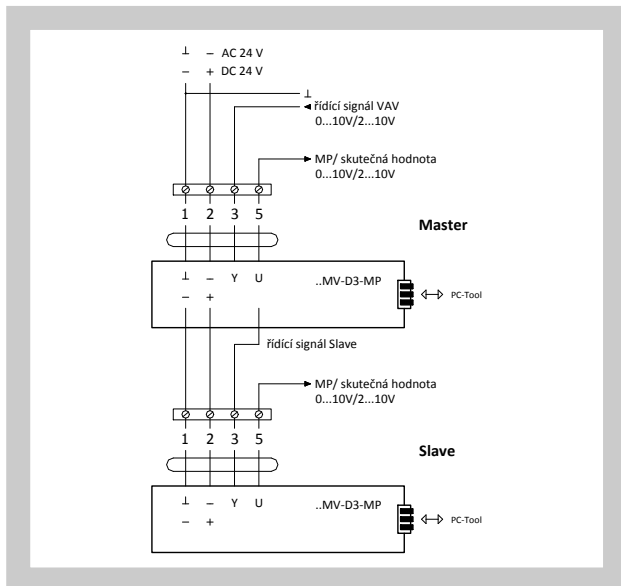 ⊥ – AC 24 V
– + DC 24 V
⊥
řídící signál VAV
0...10V/2...10V
MP/ skutečná hodnota
0...10V/2...10V
1 2 3 5
Master
⊥ – Y U ..MV-D3-MP
– +
PC-Tool
řídící signál Slave
MP/ skutečná hodnota
0...10V/2...10V
1 2 3 5
Slave
⊥ – Y U ..MV-D3-MP
– +
PC-Tool